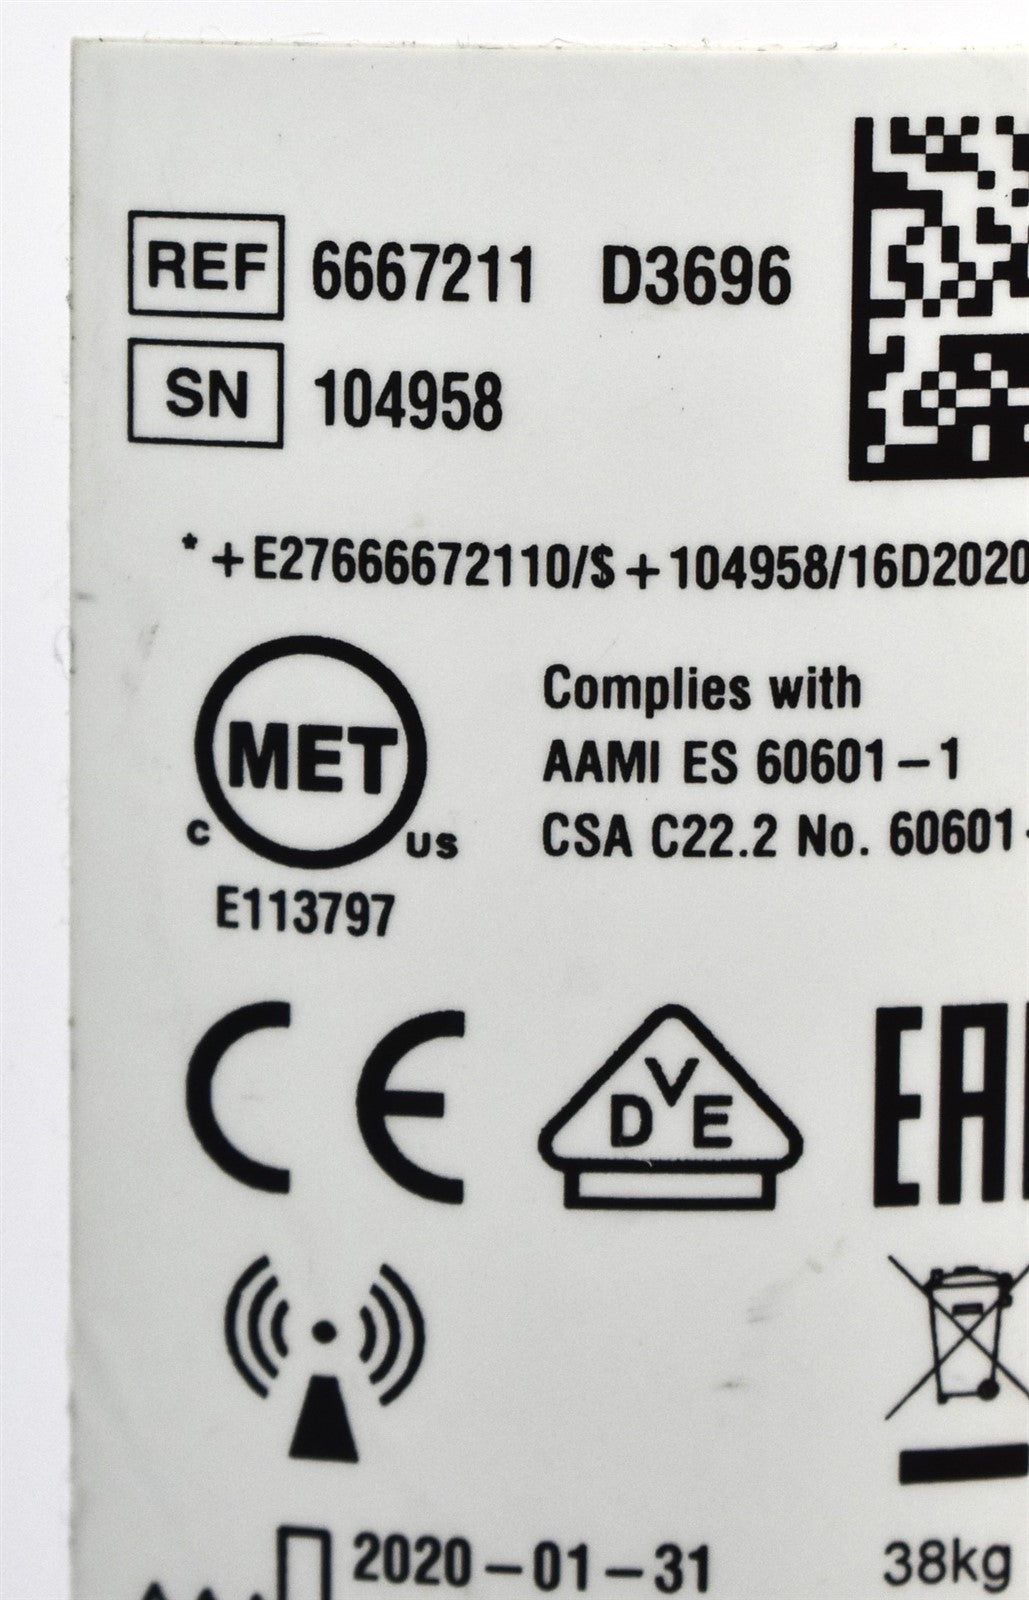 REF 6667211 D3696
SN 104958
*+E27666672110/$+104958/16D2020
MET
c us
E113797
Complies with
AAMI ES 60601-1
CSA C22.2 No. 60601-
CE
DVE
EA
2020-01-31
38kg